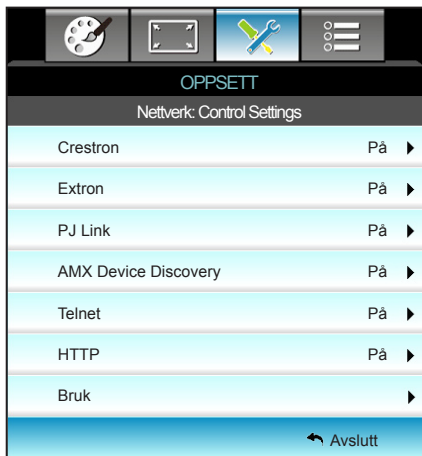 OPPSETT
Nettverk: Control Settings
Crestron På
Extron På
PJ Link På
AMX Device Discovery På
Telnet På
HTTP På
Bruk
Avslutt